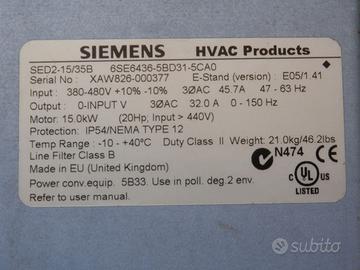 SIEMENS HVAC Products
SED2-15/35B 6SE6436-5BD31-5CA0
Serial No : XAW826-000377 E-Stand (version) : E05/1.41
Input : 380-480V +10% -10% 3ØAC 45.7A 47 - 63 Hz
Output : 0-INPUT V 3ØAC 32.0 A 0 - 150 Hz
Motor: 15.0kW (20Hp; Input > 440V)
Protection: IP54/NEMA TYPE 12
Temp Range : -10 - +40°C Duty Class II Weight: 21.0kg/46.2lbs
Line Filter Class B
Made in EU (United Kingdom)
Power conv.equip. 5B33. Use in poll. deg.2 env.
Refer to user manual.
N474
C UL US
LISTED
subito